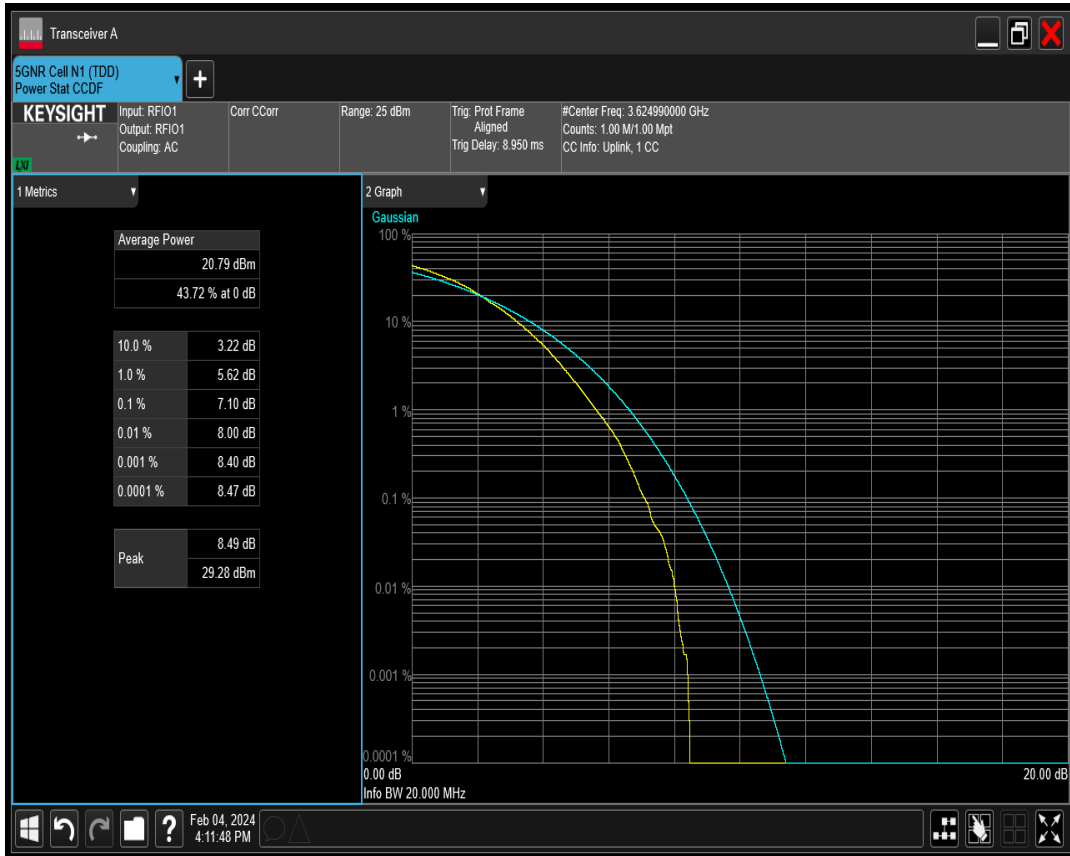 Transceiver A
5GNR Cell N1 (TDD)
Power Stat CCDF
+
KEYSIGHT
LXI
Input: RFIO1
Output: RFIO1
Coupling: AC
Corr CCorr
Range: 25 dBm
Trig: Prot Frame
Aligned
Trig Delay: 8.950 ms
#Center Freq: 3.624990000 GHz
Counts: 1.00 M/1.00 Mpt
CC Info: Uplink, 1 CC
1 Metrics
Average Power
20.79 dBm
43.72 % at 0 dB
10.0 % 3.22 dB
1.0 % 5.62 dB
0.1 % 7.10 dB
0.01 % 8.00 dB
0.001 % 8.40 dB
0.0001 % 8.47 dB
Peak
8.49 dB
29.28 dBm
2 Graph
Gaussian
100 %
10 %
1 %
0.1 %
0.01 %
0.001 %
0.0001 %
0.00 dB 20.00 dB
Info BW 20.000 MHz
?
Feb 04, 2024
4:11:48 PM